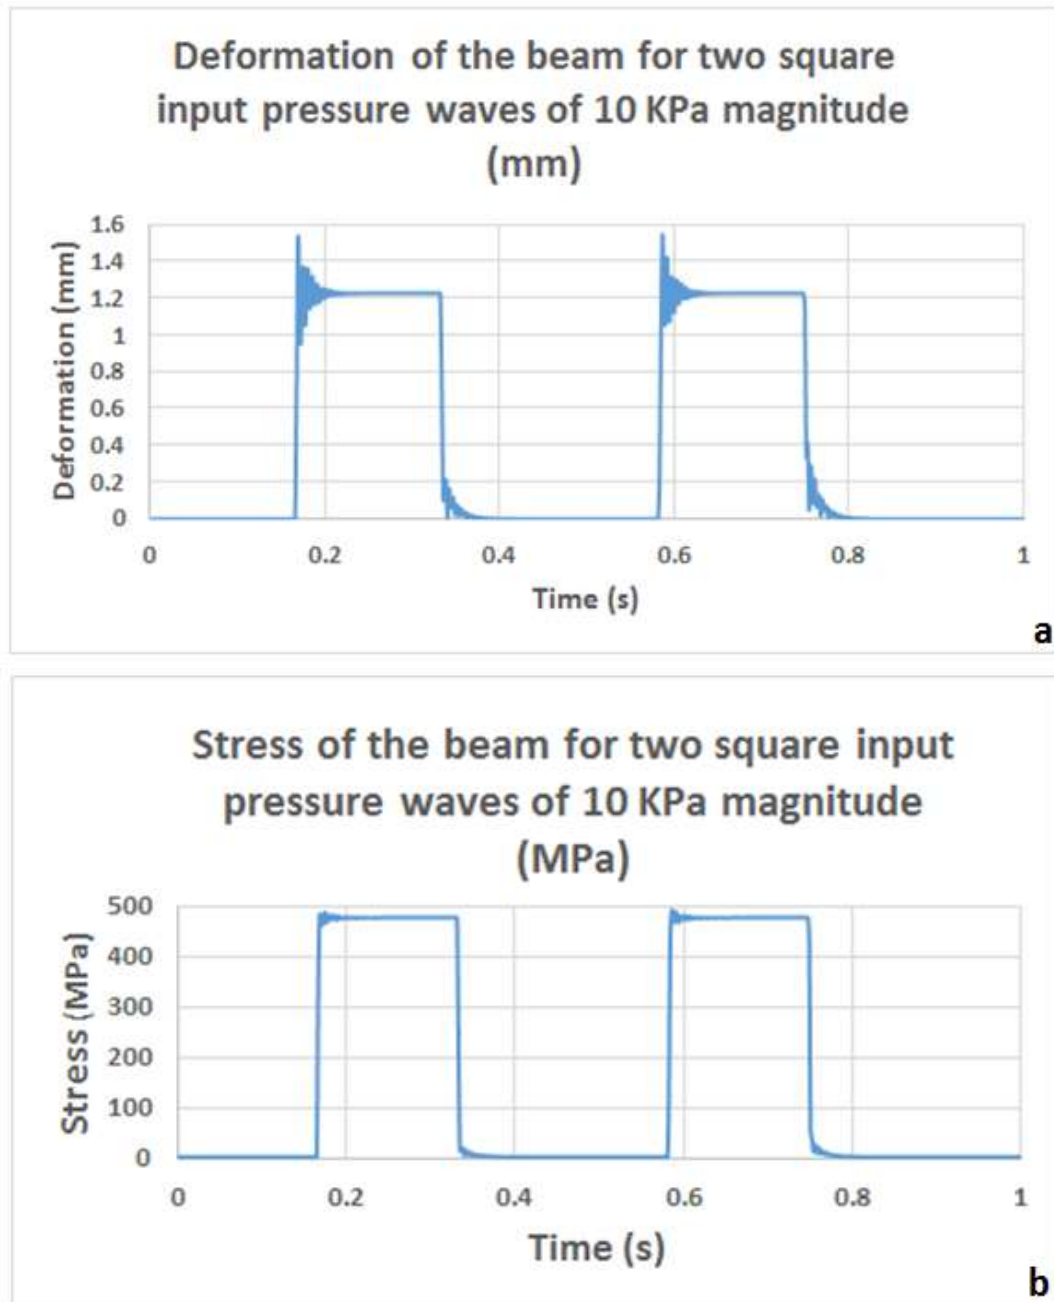 Deformation of the beam for two square
input pressure waves of 10 KPa magnitude
(mm)
Deformation (mm)
1.6
1.4
1.2
1
0.8
0.6
0.4
0.2
0
0 0.2 0.4 0.6 0.8 1
Time (s)
a
Stress of the beam for two square input
pressure waves of 10 KPa magnitude
(MPa)
Stress (MPa)
500
400
300
200
100
0
0 0.2 0.4 0.6 0.8 1
Time (s)
b